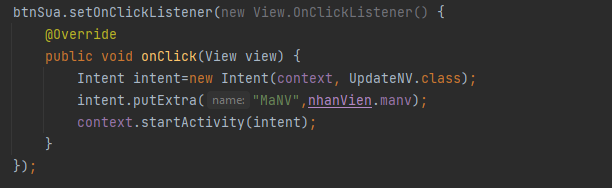 btnSua.setOnClickListener(new View.OnClickListener() {
    @Override
    public void onClick(View view) {
        Intent intent=new Intent(context, UpdateNV.class);
        intent.putExtra( name: "MaNV",nhanVien.manv);
        context.startActivity(intent);
    }
});